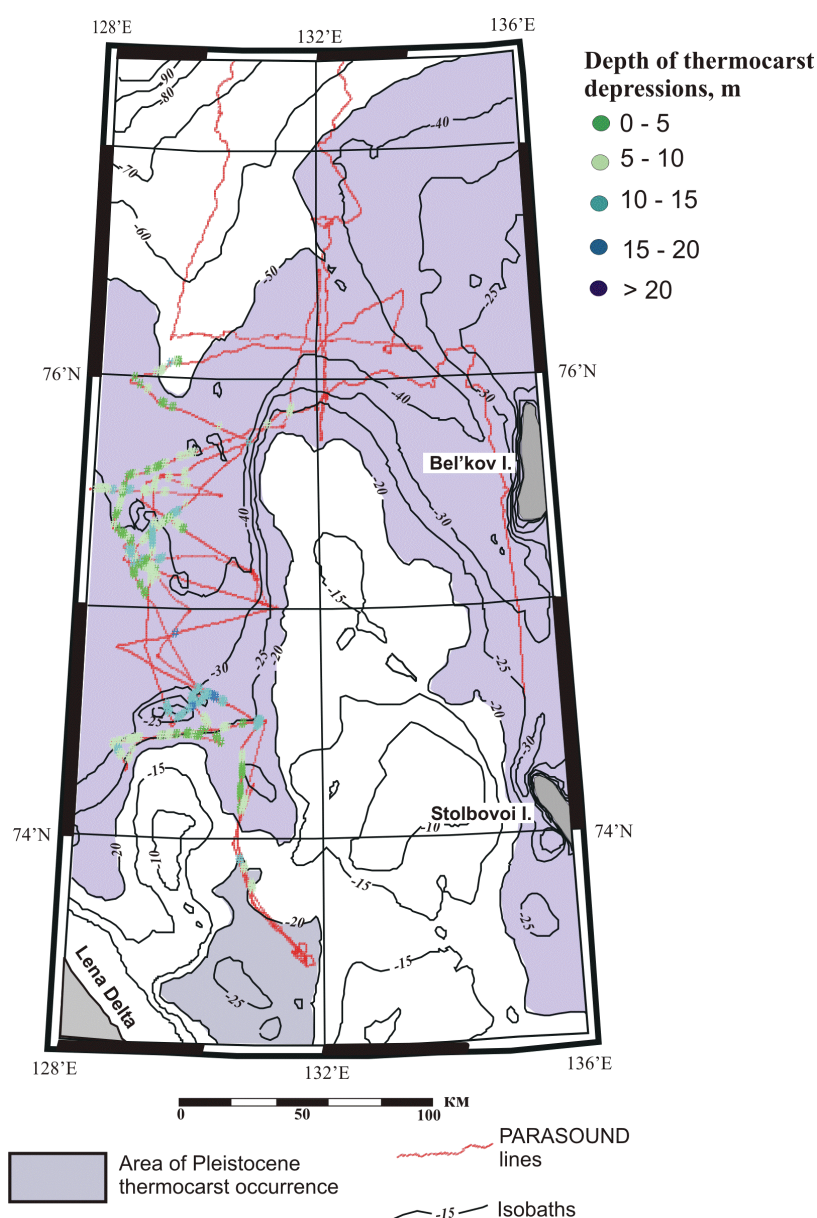 128’E
132’E
136’E
Depth of thermocarst
depressions, m
0 - 5
5 - 10
10 - 15
15 - 20
> 20
-90
-80
-70
-60
-50
-40
-25
76’N
76’N
-30
-40
Bel’kov I.
-20
-40
-30
-15
-30
-25
-20
-25
-20
-25
-30
-15
Stolbovoi I.
-10
74’N
74’N
20
-10
-15
-20
-25
-15
-25
Lena Delta
128’E
132’E
136’E
0
50
100
КМ
Area of Pleistocene
thermocarst occurrence
PARASOUND
lines
-15
Isobaths